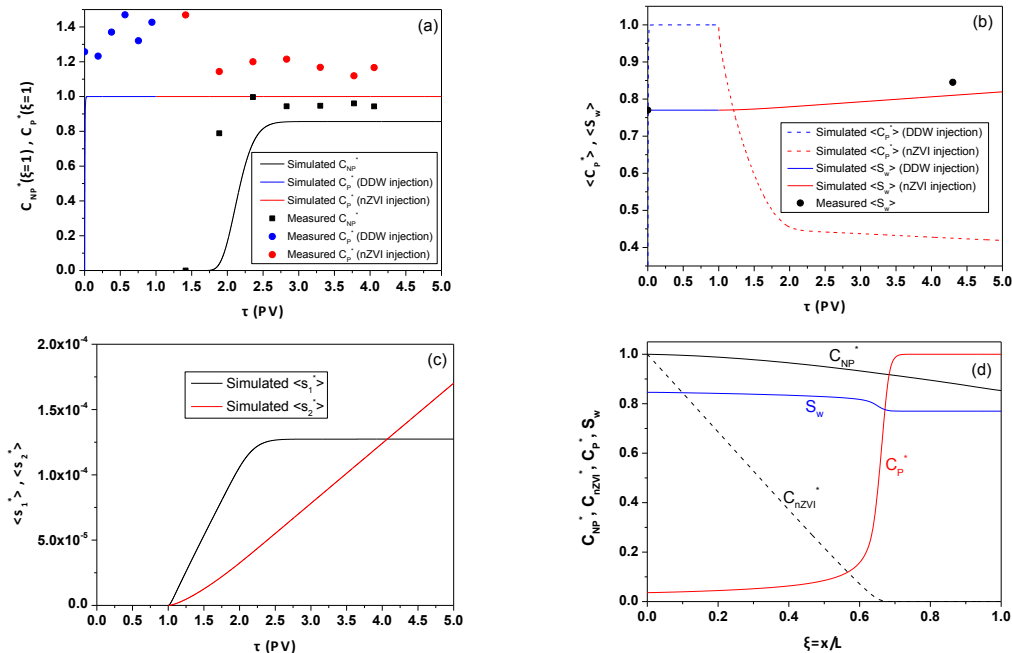 (a)
1.4
1.2
1.0
0.8
0.6
0.4
0.2
0.0
C_NP^*(ξ=1) , C_P^*(ξ=1)
Simulated C_NP^*
Simulated C_P^* (DDW injection)
Simulated C_P^* (nZVI injection)
Measured C_NP^*
Measured C_P^* (DDW injection)
Measured C_P^* (nZVI injection)
0.0 0.5 1.0 1.5 2.0 2.5 3.0 3.5 4.0 4.5 5.0
τ (PV)
(b)
1.0
0.9
0.8
0.7
0.6
0.5
0.4
<C_P^*> , <S_w>
Simulated <C_P^*> (DDW injection)
Simulated <C_P^*> (nZVI injection)
Simulated <S_w> (DDW injection)
Simulated <S_w> (nZVI injection)
Measured <S_w>
0.0 0.5 1.0 1.5 2.0 2.5 3.0 3.5 4.0 4.5 5.0
τ (PV)
(c)
2.0x10^-4
1.5x10^-4
1.0x10^-4
5.0x10^-5
0.0
<s_1^*> , <s_2^*>
Simulated <s_1^*>
Simulated <s_2^*>
0.0 0.5 1.0 1.5 2.0 2.5 3.0 3.5 4.0 4.5 5.0
τ (PV)
(d)
1.0
0.8
0.6
0.4
0.2
0.0
C_NP^*, C_nZVI^*, C_P^*, S_w
C_NP^*
S_w
C_P^*
C_nZVI^*
0.0 0.2 0.4 0.6 0.8 1.0
ξ=x/L